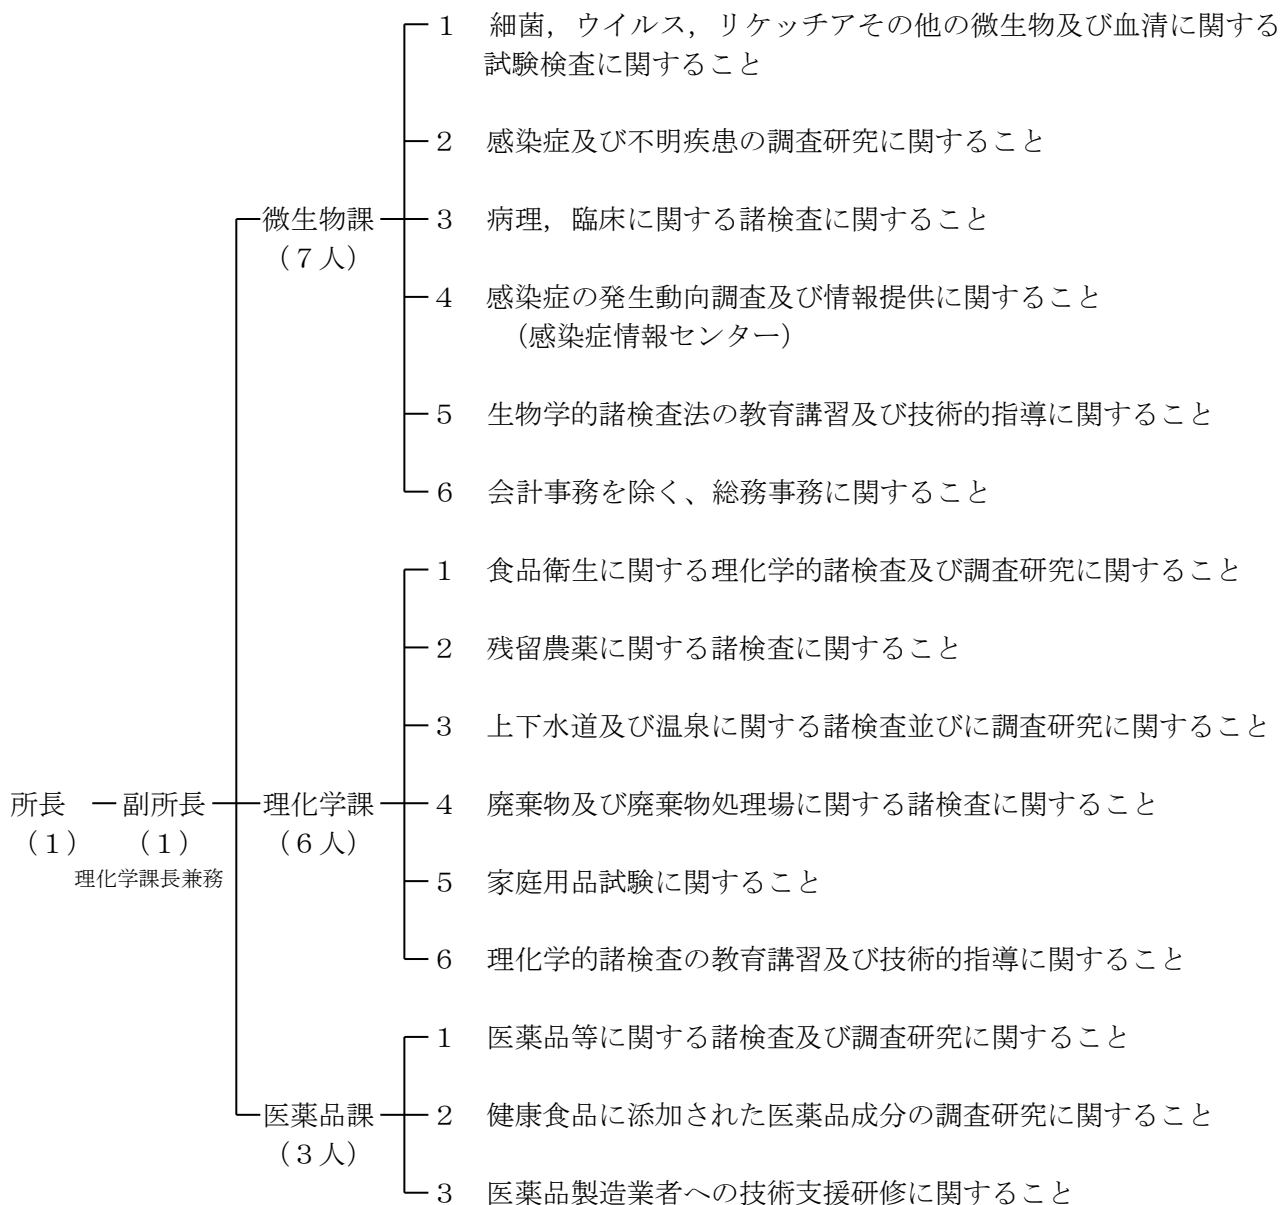 1 細菌，ウイルス，リケッチアその他の微生物及び血清に関する
試験検査に関すること
2 感染症及び不明疾患の調査研究に関すること
微生物課
（７人）
3 病理，臨床に関する諸検査に関すること
4 感染症の発生動向調査及び情報提供に関すること
（感染症情報センター）
5 生物学的諸検査法の教育講習及び技術的指導に関すること
6 会計事務を除く、総務事務に関すること
1 食品衛生に関する理化学的諸検査及び調査研究に関すること
2 残留農薬に関する諸検査に関すること
3 上下水道及び温泉に関する諸検査並びに調査研究に関すること
所長
（１）
副所長
（１）
理化学課長兼務
理化学課
（６人）
4 廃棄物及び廃棄物処理場に関する諸検査に関すること
5 家庭用品試験に関すること
6 理化学的諸検査の教育講習及び技術的指導に関すること
1 医薬品等に関する諸検査及び調査研究に関すること
医薬品課
（３人）
2 健康食品に添加された医薬品成分の調査研究に関すること
3 医薬品製造業者への技術支援研修に関すること